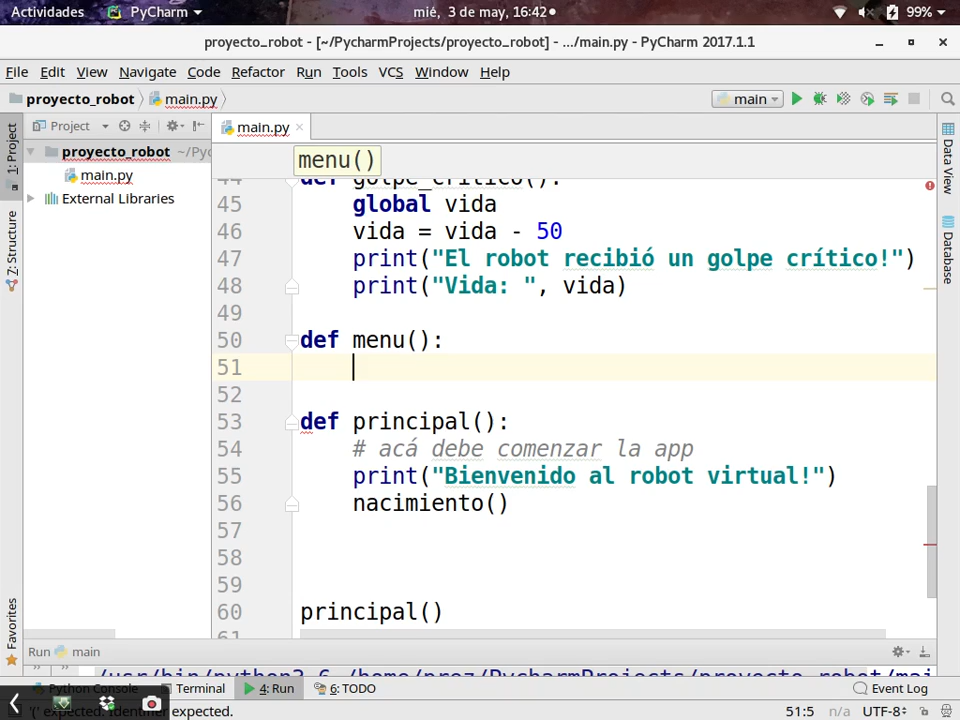 Actividades PyCharm mié, 3 de may, 16:42 99%
proyecto_robot - [~/PycharmProjects/proyecto_robot] - .../main.py - PyCharm 2017.1.1
File Edit View Navigate Code Refactor Run Tools VCS Window Help
proyecto_robot main.py main
1: Project
7: Structure
Favorites
Project
proyecto_robot ~/Pyc
main.py
External Libraries
main.py
menu()
44 def golpe_critico():
45 global vida
46 vida = vida - 50
47 print("El robot recibió un golpe crítico!")
48 print("Vida: ", vida)
49
50 def menu():
51
52
53 def principal():
54 # acá debe comenzar la app
55 print("Bienvenido al robot virtual!")
56 nacimiento()
57
58
59
60 principal()
61
Data View
Database
Run main
/usr/bin/python3.6 /home/proz/PycharmProjects/proyecto_robot/mai
Python Console Terminal 4: Run 6: TODO Event Log
expected. Identifier expected. 51:5 n/a UTF-8